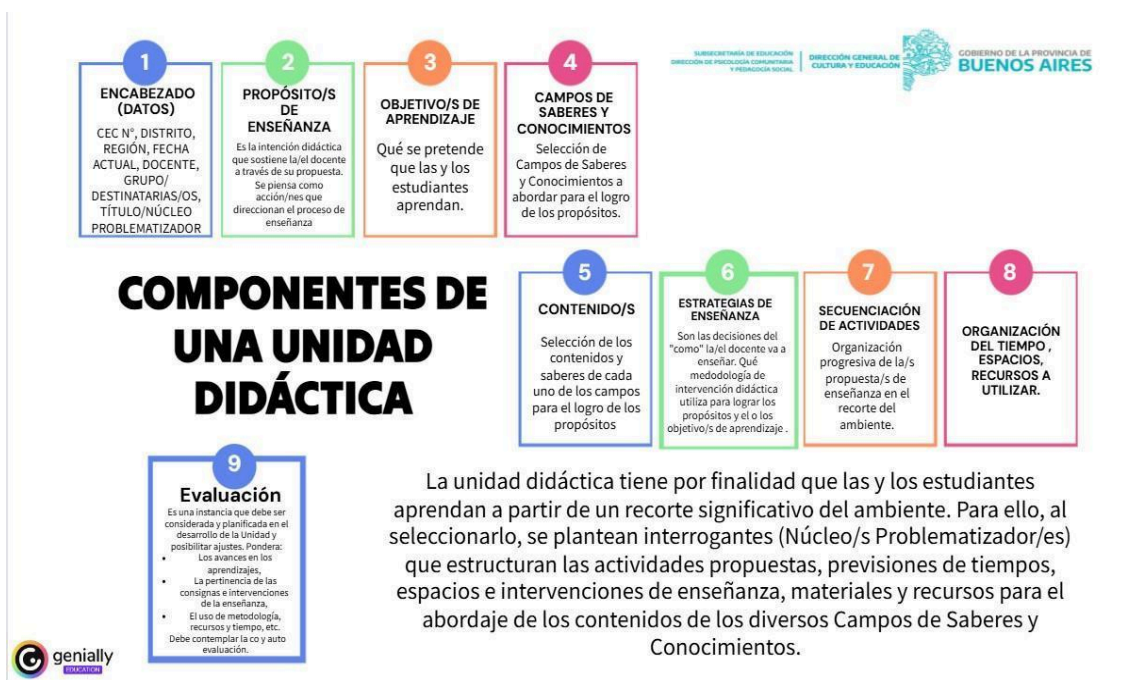 1
ENCABEZADO
(DATOS)
CEC N°, DISTRITO,
REGIÓN, FECHA
ACTUAL, DOCENTE,
GRUPO/
DESTINATARIAS/OS,
TÍTULO/NÚCLEO
PROBLEMATIZADOR
2
PROPÓSITO/S
DE
ENSEÑANZA
Es la intención didáctica
que sostiene la/el docente
a través de su propuesta.
Se piensa como
acción/nes que
direccionan el proceso de
enseñanza
3
OBJETIVO/S DE
APRENDIZAJE
Qué se pretende
que las y los
estudiantes
aprendan.
4
CAMPOS DE
SABERES Y
CONOCIMIENTOS
Selección de
Campos de Saberes
y Conocimientos a
abordar para el logro
de los propósitos.
SUBSECRETARÍA DE EDUCACIÓN
DIRECCIÓN DE PSICOLOGÍA COMUNITARIA
Y PEDAGOGÍA SOCIAL
DIRECCIÓN GENERAL DE
CULTURA Y EDUCACIÓN
GOBIERNO DE LA PROVINCIA DE
BUENOS AIRES
COMPONENTES DE
UNA UNIDAD
DIDÁCTICA
5
CONTENIDO/S
Selección de los
contenidos y
saberes de cada
uno de los campos
para el logro de los
propósitos
6
ESTRATEGIAS DE
ENSEÑANZA
Son las decisiones del
"como" la/el docente va a
enseñar. Qué
medodología de
intervención didáctica
utiliza para lograr los
propósitos y el o los
objetivo/s de aprendizaje .
7
SECUENCIACIÓN
DE ACTIVIDADES
Organización
progresiva de la/s
propuesta/s de
enseñanza en el
recorte del
ambiente.
8
ORGANIZACIÓN
DEL TIEMPO ,
ESPACIOS,
RECURSOS A
UTILIZAR.
9
Evaluación
Es una instancia que debe ser
considerada y planificada en el
desarrollo de la Unidad y
posibilitar ajustes. Pondera:
• Los avances en los
aprendizajes,
• La pertinencia de las
consignas e intervenciones
de la enseñanza,
• El uso de metodología,
recursos y tiempo, etc.
Debe contemplar la co y auto
evaluación.
La unidad didáctica tiene por finalidad que las y los estudiantes
aprendan a partir de un recorte significativo del ambiente. Para ello, al
seleccionarlo, se plantean interrogantes (Núcleo/s Problematizador/es)
que estructuran las actividades propuestas, previsiones de tiempos,
espacios e intervenciones de enseñanza, materiales y recursos para el
abordaje de los contenidos de los diversos Campos de Saberes y
Conocimientos.
genially
EDUCATION